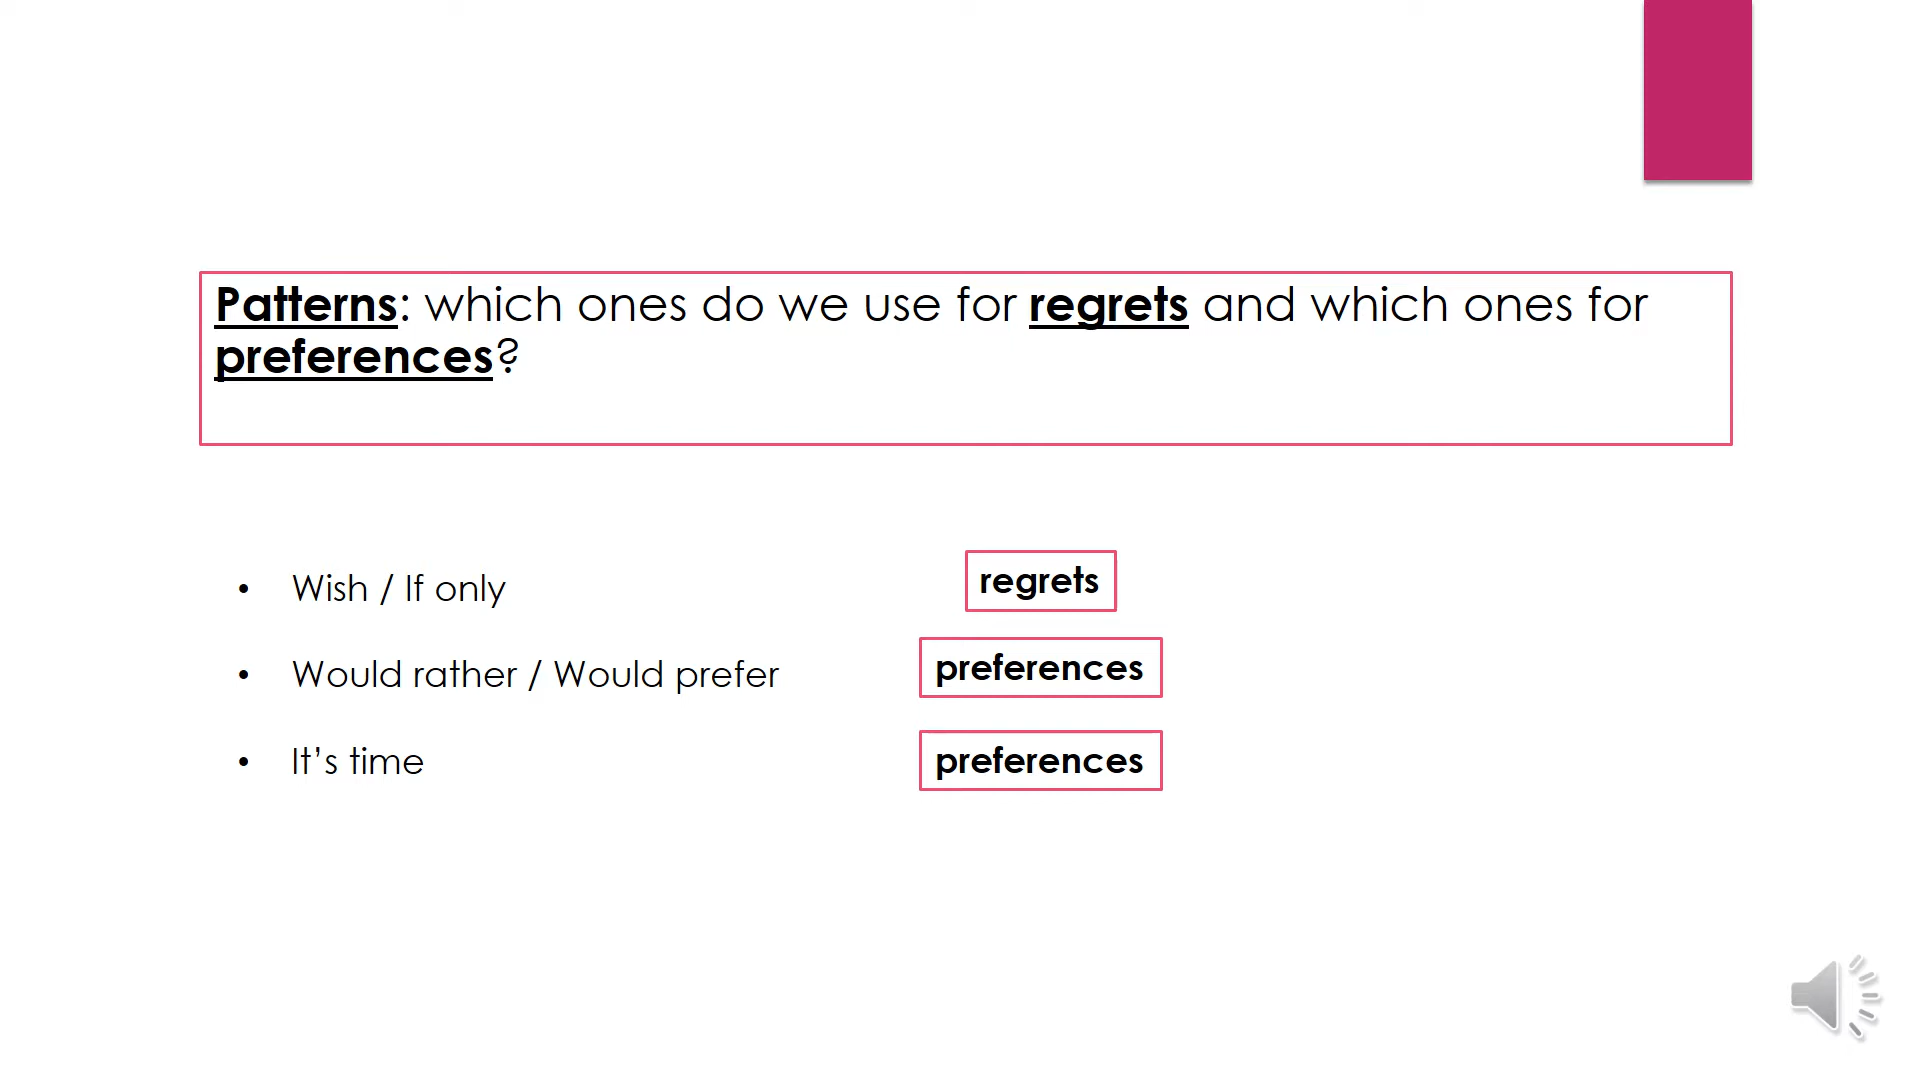 Patterns: which ones do we use for regrets and which ones for
preferences?
• Wish / If only
regrets
• Would rather / Would prefer
preferences
• It’s time
preferences